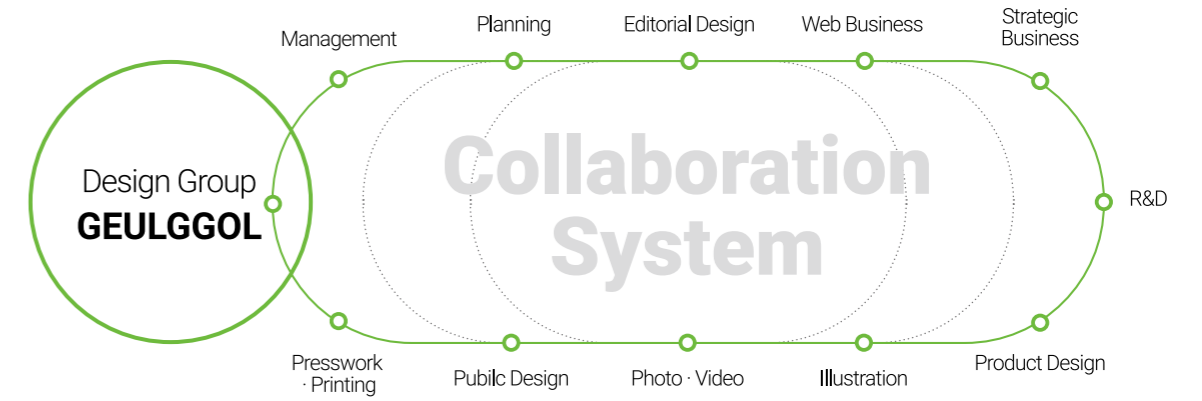 Management
Planning
Editorial Design
Web Business
Strategic
Business
Design Group
GEULGGOL
Collaboration
System
R&D
Presswork
· Printing
Pubilc Design
Photo · Video
Illustration
Product Design